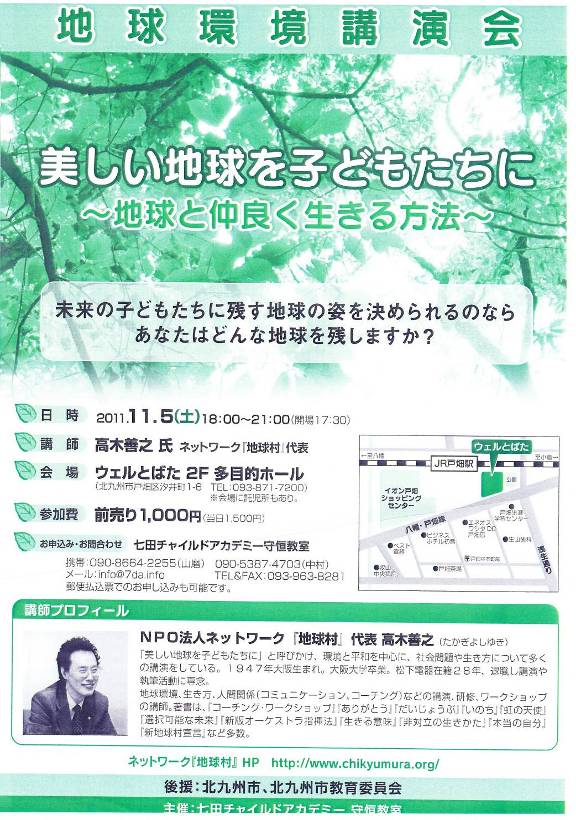 地球環境講演会
美しい地球を子どもたちに
～地球と仲良く生きる方法～
未来の子どもたちに残す地球の姿を決められるのなら
あなたはどんな地球を残しますか？
日 時 2011.11.5(土)18:00～21:00(開場17:30)
講 師 高木善之 氏 ネットワーク『地球村』代表
会 場 ウェルとばた 2F 多目的ホール
(北九州市戸畑区汐井町1-6 TEL:093-871-7200)
※会場に託児所もあり。
参加費 前売り1,000円(当日1,500円)
お申込み・お問合わせ 七田チャイルドアカデミー守恒教室
携帯:090-8664-2255(山磨) 090-5387-4703(中村)
メール:info@7da.info TEL&FAX:093-963-8281
郵便払込票でのお申し込みも可能です。
ウェルとばた
←至八幡 JR戸畑駅 至小倉→
イオン戸畑
ショッピング
センター
八幡・戸畑線
浅生通り
講師プロフィール
NPO法人ネットワーク『地球村』代表 高木善之（たかぎよしゆき）
『美しい地球を子どもたちに』と呼びかけ、環境と平和を中心に、社会問題や生き方について多く
の講演をしている。1947年大阪生まれ。大阪大学卒業。松下電器在籍28年、退職し講演や
執筆活動に専念。
地球環境、生き方、人間関係(コミュニケーション、コーチング)などの講演、研修、ワークショップ
の講師。著書は、『コーチング・ワークショップ』『ありがとう』『だいじょうぶ』『いのち』『虹の天使』
『選択可能な未来』『新版オーケストラ指揮法』『生きる意味』『非対立の生きかた』『本当の自分』
『新地球村宣言』など多数。
ネットワーク『地球村』HP http://www.chikyumura.org/
後援：北九州市、北九州市教育委員会
主催：七田チャイルドアカデミー 守恒教室